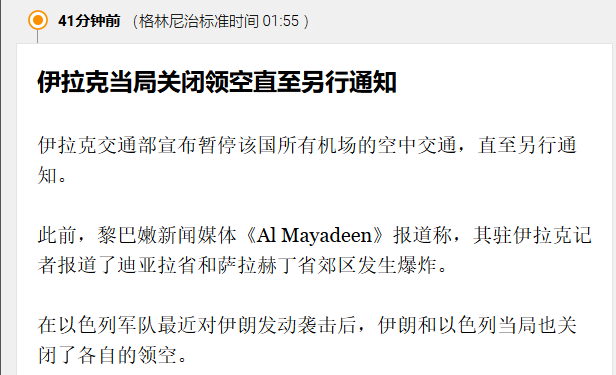 41分钟前 （格林尼治标准时间 01:55 ）
伊拉克当局关闭领空直至另行通知
伊拉克交通部宣布暂停该国所有机场的空中交通，直至另行通
知。
此前，黎巴嫩新闻媒体《Al Mayadeen》报道称，其驻伊拉克记
者报道了迪亚拉省和萨拉赫丁省郊区发生爆炸。
在以色列军队最近对伊朗发动袭击后，伊朗和以色列当局也关
闭了各自的领空。